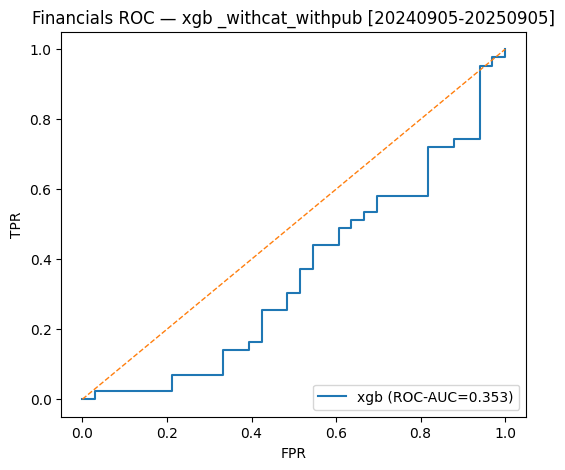 Financials ROC — xgb _withcat_withpub [20240905-20250905]
1.0
0.8
0.6
0.4
0.2
0.0
TPR
0.0 0.2 0.4 0.6 0.8 1.0
FPR
xgb (ROC-AUC=0.353)